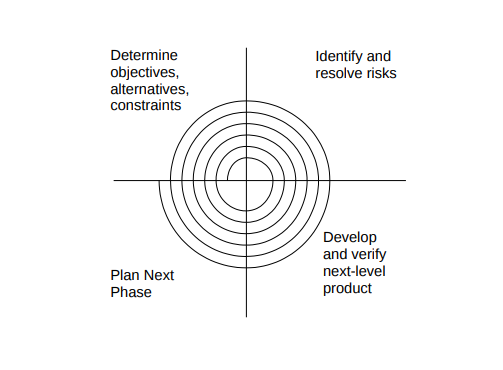 Determine
objectives,
alternatives,
constraints
Identify and
resolve risks
Plan Next
Phase
Develop
and verify
next-level
product